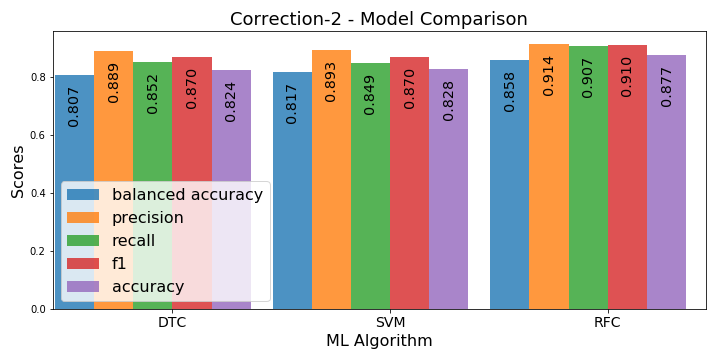 Correction-2 - Model Comparison
Scores
0.8
0.6
0.4
0.2
0.0
0.807
0.889
0.852
0.870
0.824
0.817
0.893
0.849
0.870
0.828
0.858
0.914
0.907
0.910
0.877
balanced accuracy
precision
recall
f1
accuracy
DTC
SVM
RFC
ML Algorithm